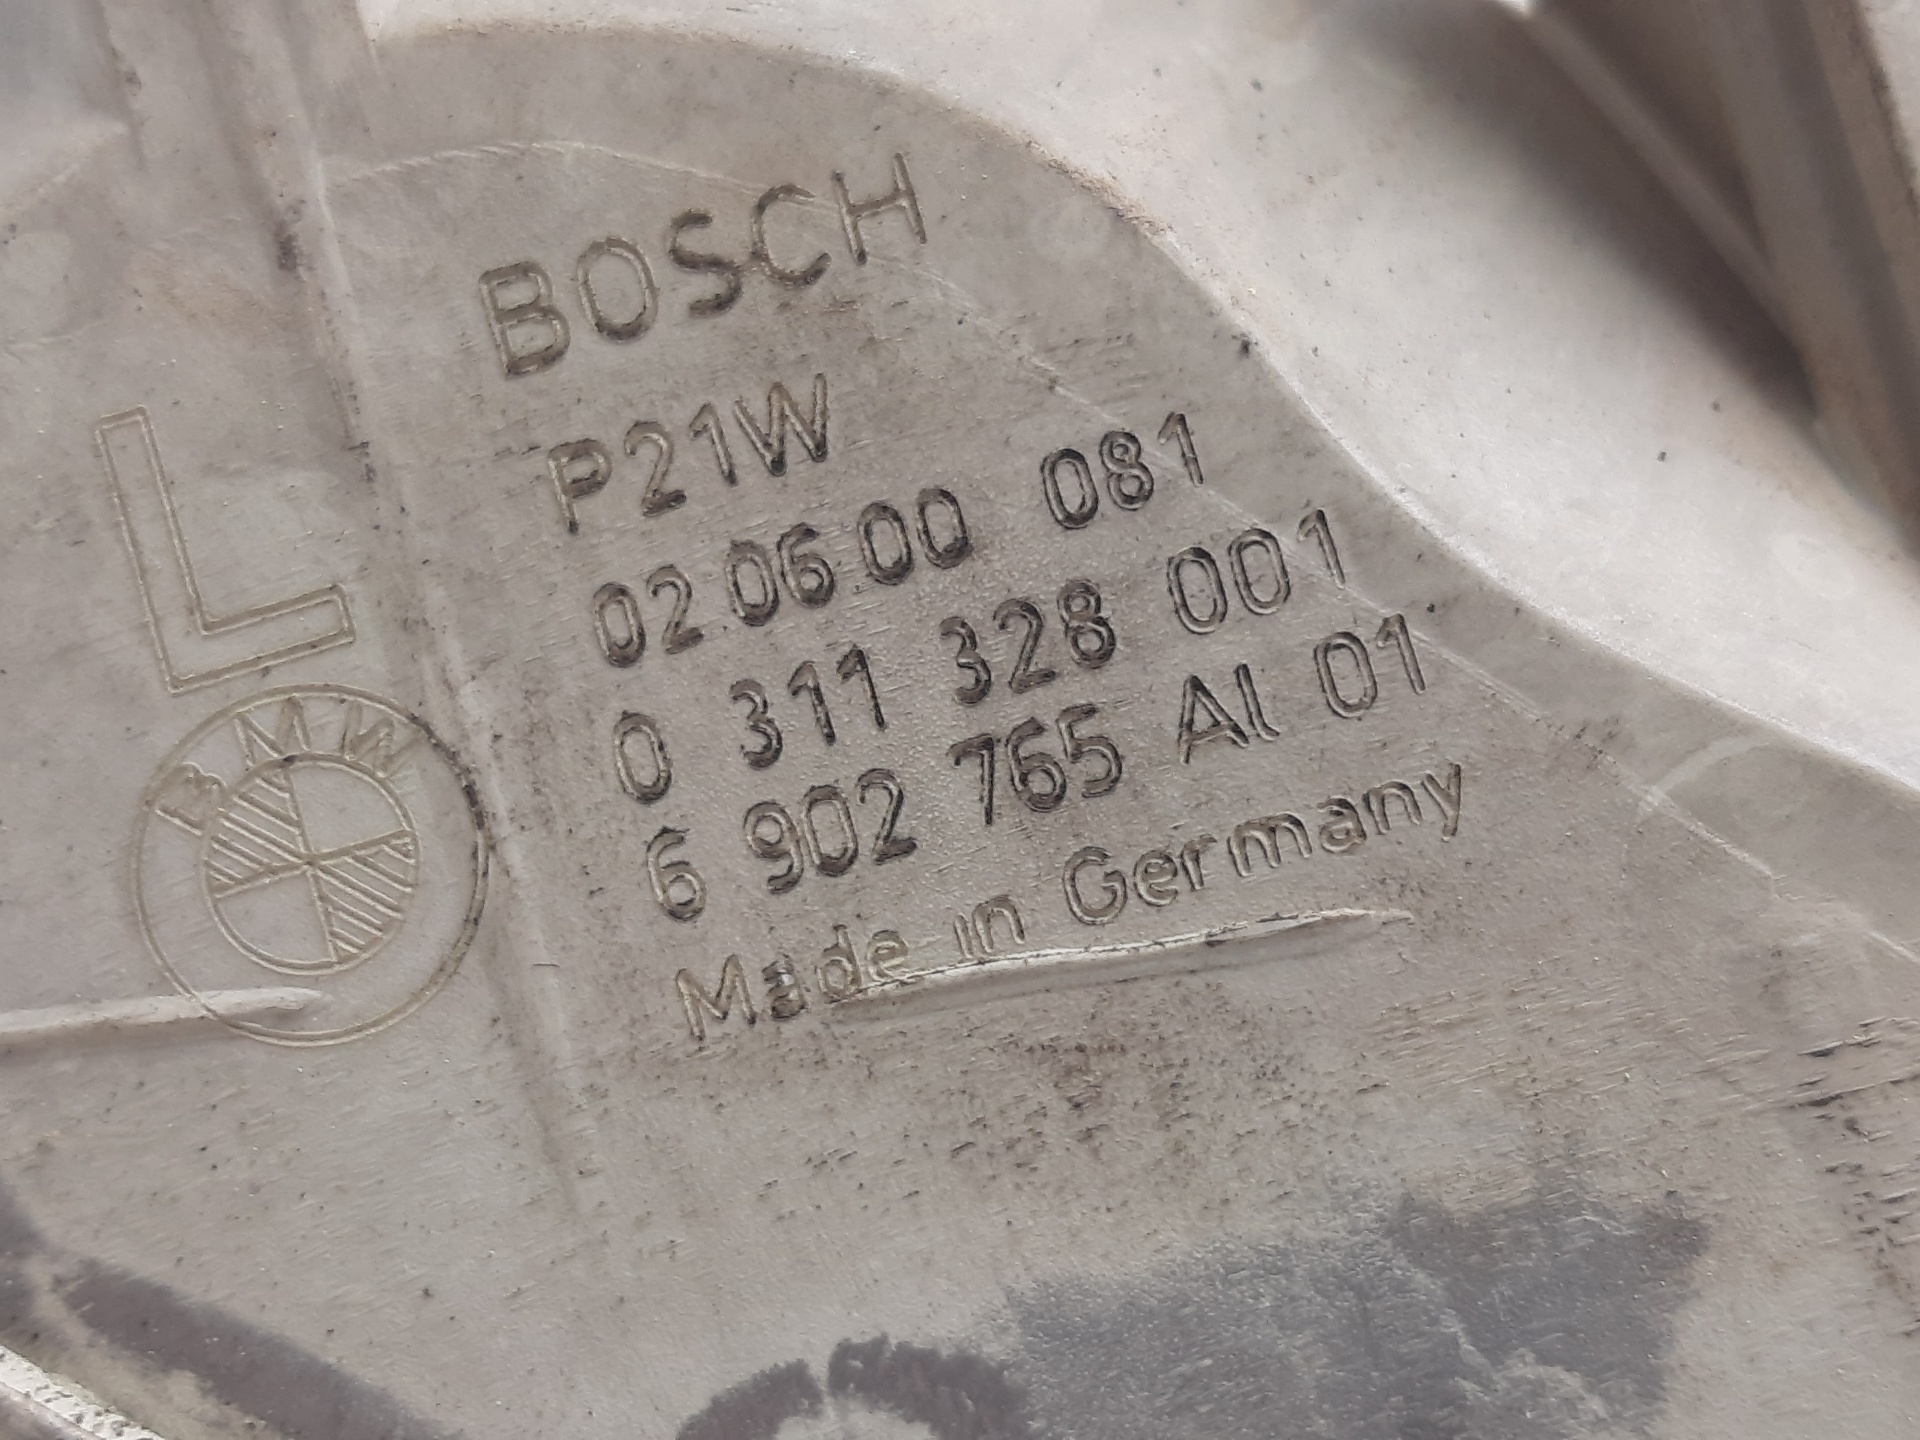 BOSCH
P21W
02 06 00 081
0 311 328 001
6 902 765 AI 01
Made in Germany
L
BMW